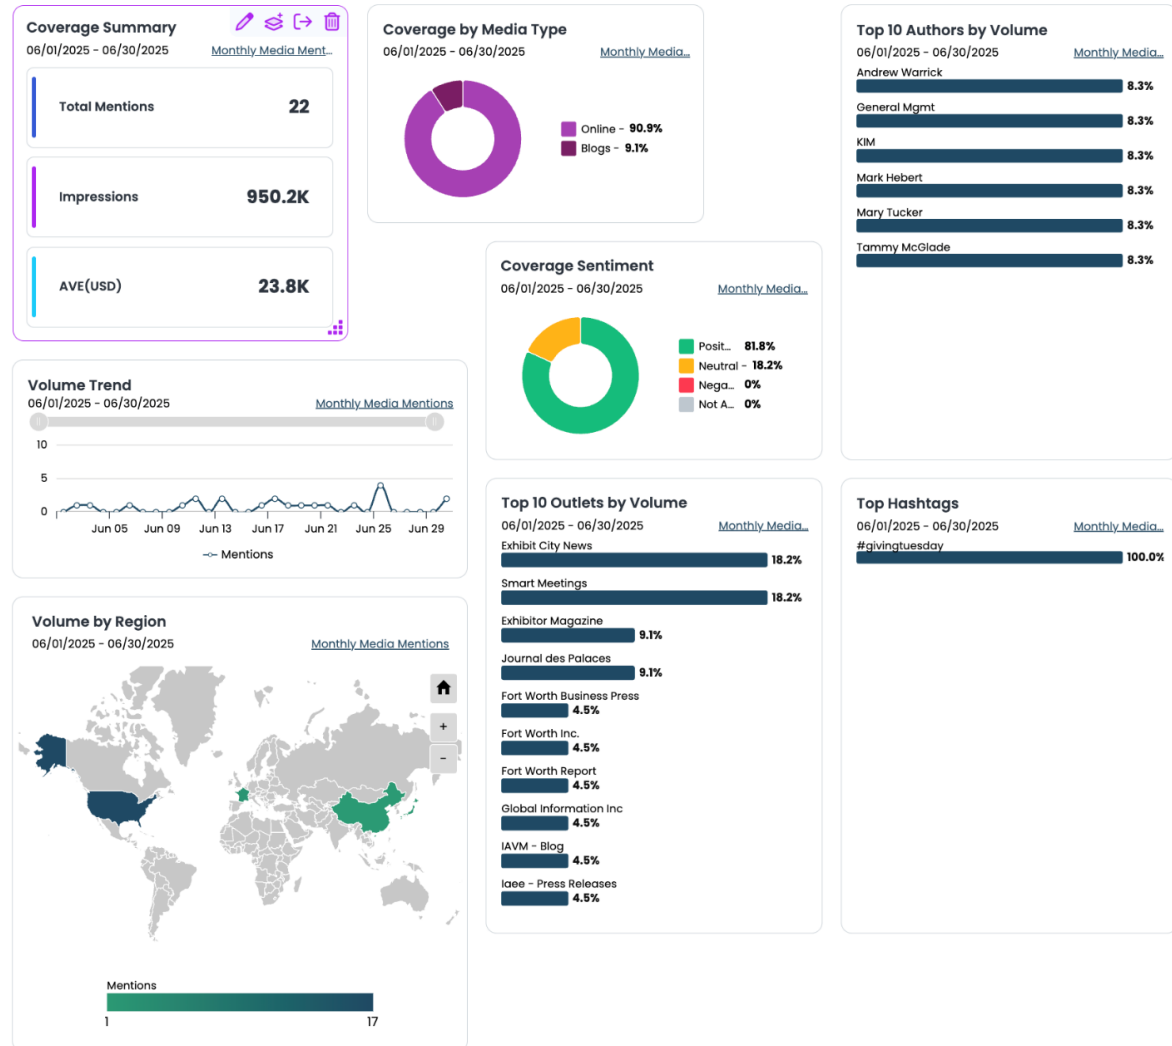 Coverage Summary
06/01/2025 - 06/30/2025 Monthly Media Ment...
Total Mentions 22
Impressions 950.2K
AVE(USD) 23.8K
Coverage by Media Type
06/01/2025 - 06/30/2025 Monthly Media...
Online - 90.9%
Blogs - 9.1%
Top 10 Authors by Volume
06/01/2025 - 06/30/2025 Monthly Media...
Andrew Warrick
8.3%
General Mgmt
8.3%
KIM
8.3%
Mark Hebert
8.3%
Mary Tucker
8.3%
Tammy McGlade
8.3%
Coverage Sentiment
06/01/2025 - 06/30/2025 Monthly Media...
Posit... 81.8%
Neutral - 18.2%
Nega... 0%
Not A... 0%
Volume Trend
06/01/2025 - 06/30/2025 Monthly Media Mentions
10
5
0
Jun 05 Jun 09 Jun 13 Jun 17 Jun 21 Jun 25 Jun 29
Mentions
Top 10 Outlets by Volume
06/01/2025 - 06/30/2025 Monthly Media...
Exhibit City News
18.2%
Smart Meetings
18.2%
Exhibitor Magazine
9.1%
Journal des Palaces
9.1%
Fort Worth Business Press
4.5%
Fort Worth Inc.
4.5%
Fort Worth Report
4.5%
Global Information Inc
4.5%
IAVM - Blog
4.5%
Iaee - Press Releases
4.5%
Top Hashtags
06/01/2025 - 06/30/2025 Monthly Media...
#givingtuesday
100.0%
Volume by Region
06/01/2025 - 06/30/2025 Monthly Media Mentions
+
-
Mentions
1 17